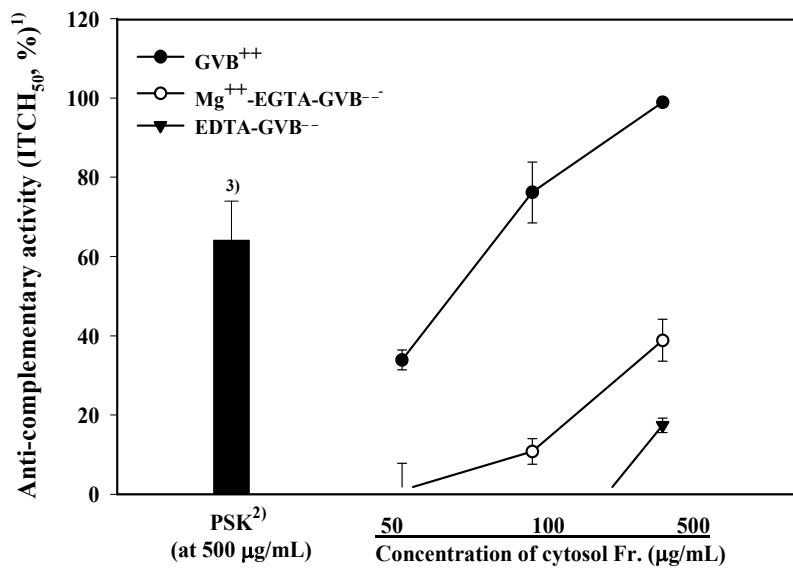 Anti-complementary activity (ITCH50, %)1)
120
100
80
60
40
20
0
GVB++
Mg++-EGTA-GVB---
EDTA-GVB--
3)
PSK2)
(at 500 µg/mL)
50 100 500
Concentration of cytosol Fr. (µg/mL)